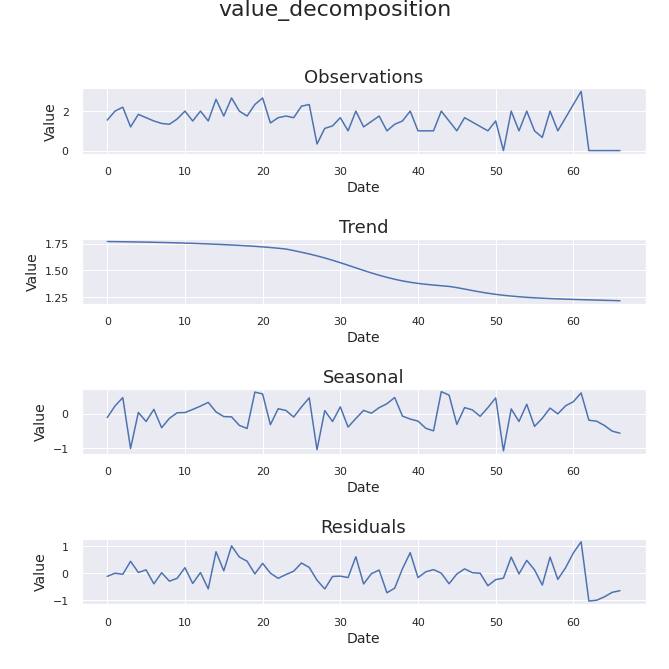 value_decomposition
Observations
Value
2
0
0 10 20 30 40 50 60
Date
Trend
Value
1.75
1.50
1.25
0 10 20 30 40 50 60
Date
Seasonal
Value
0
−1
0 10 20 30 40 50 60
Date
Residuals
Value
1
0
−1
0 10 20 30 40 50 60
Date